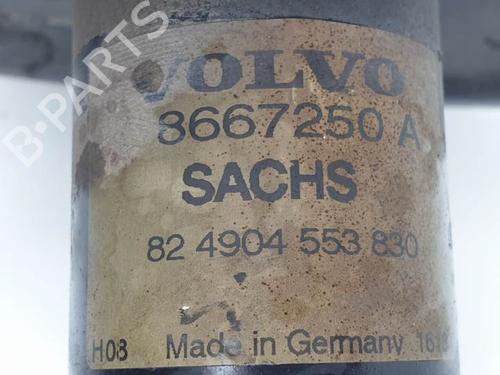 VOLVO
8667250 A
SACHS
82 4904 553 830
H08 Made in Germany
B-PARTS